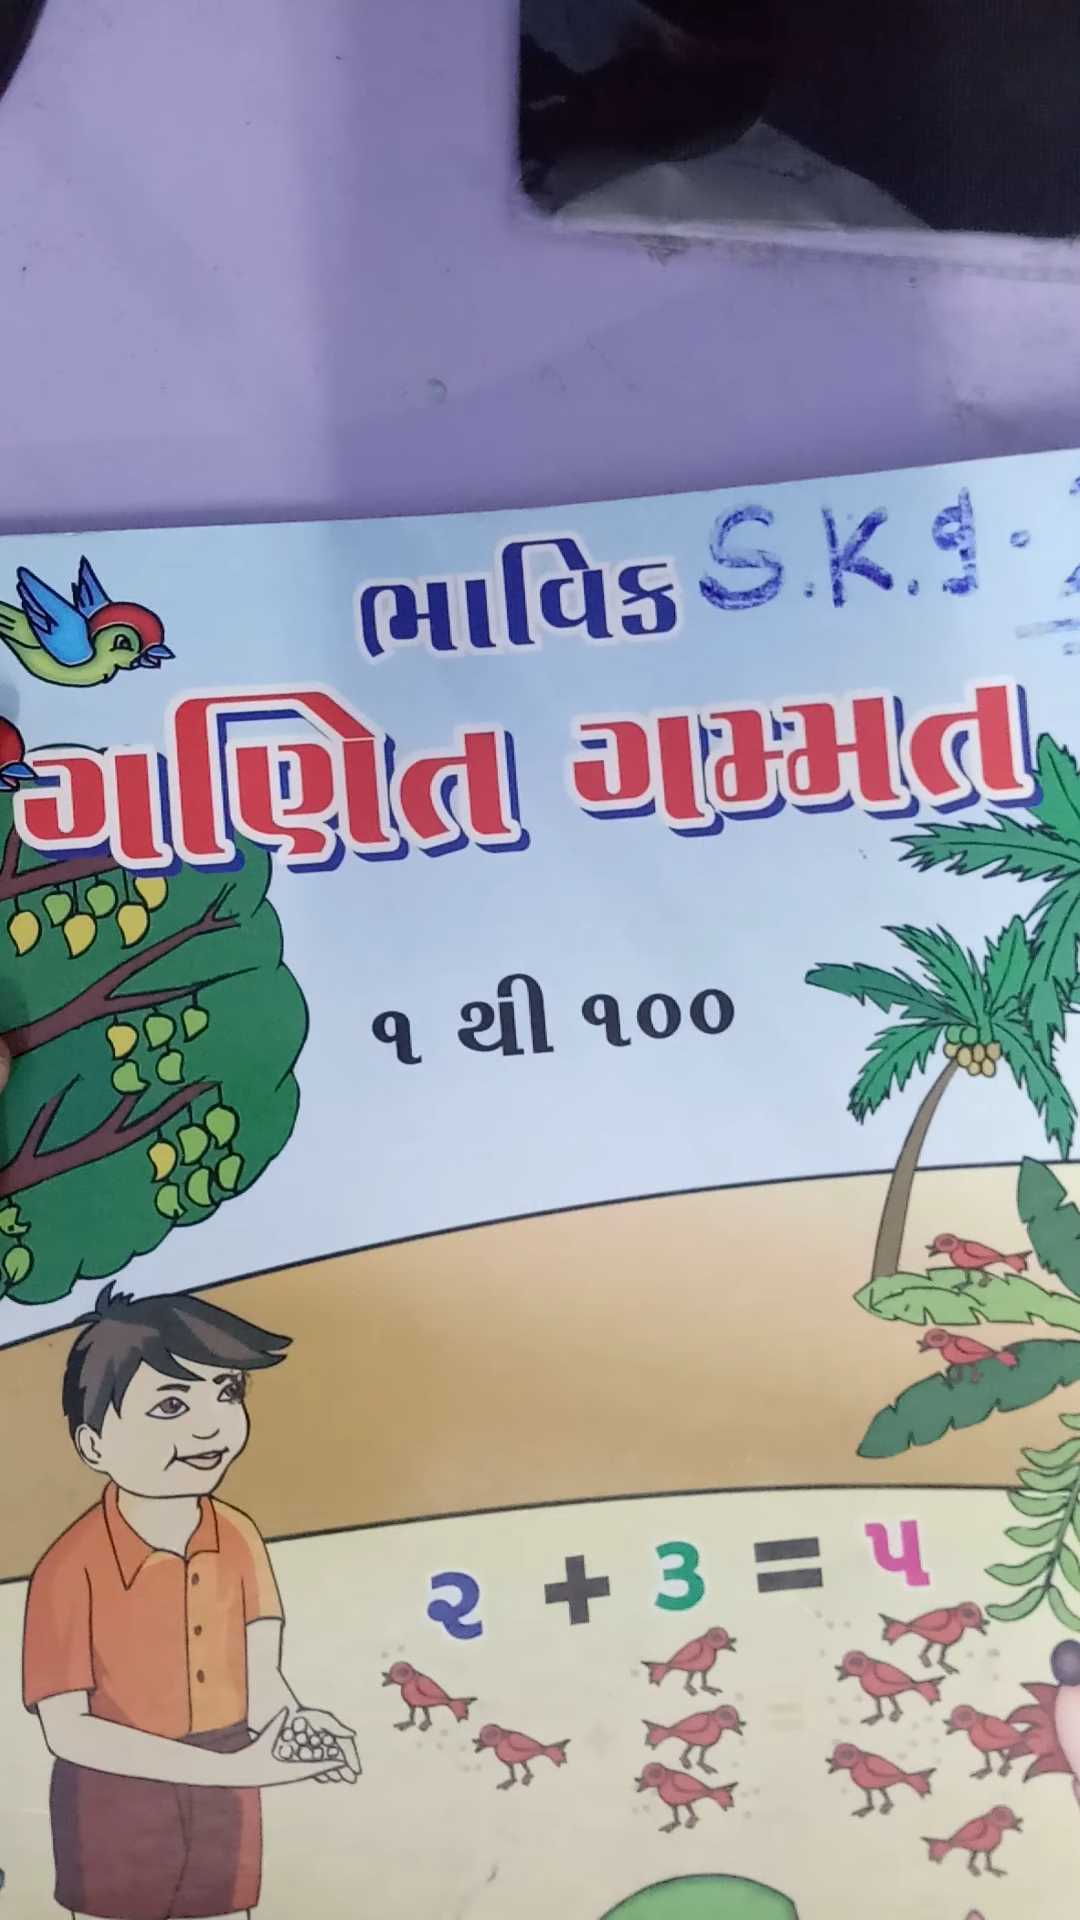 ભાવિક
S.K.
ગણિત ગમ્મત
૧ થી ૧૦૦
૨ + ૩ = ૫